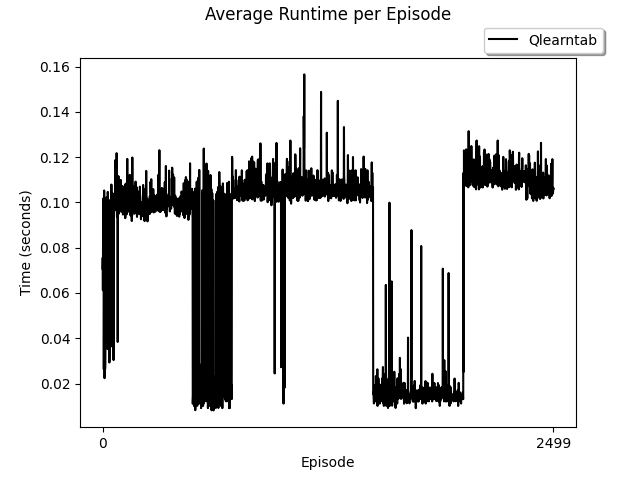 Average Runtime per Episode
Qlearntab
0.16
0.14
0.12
0.10
0.08
0.06
0.04
0.02
Time (seconds)
0
2499
Episode